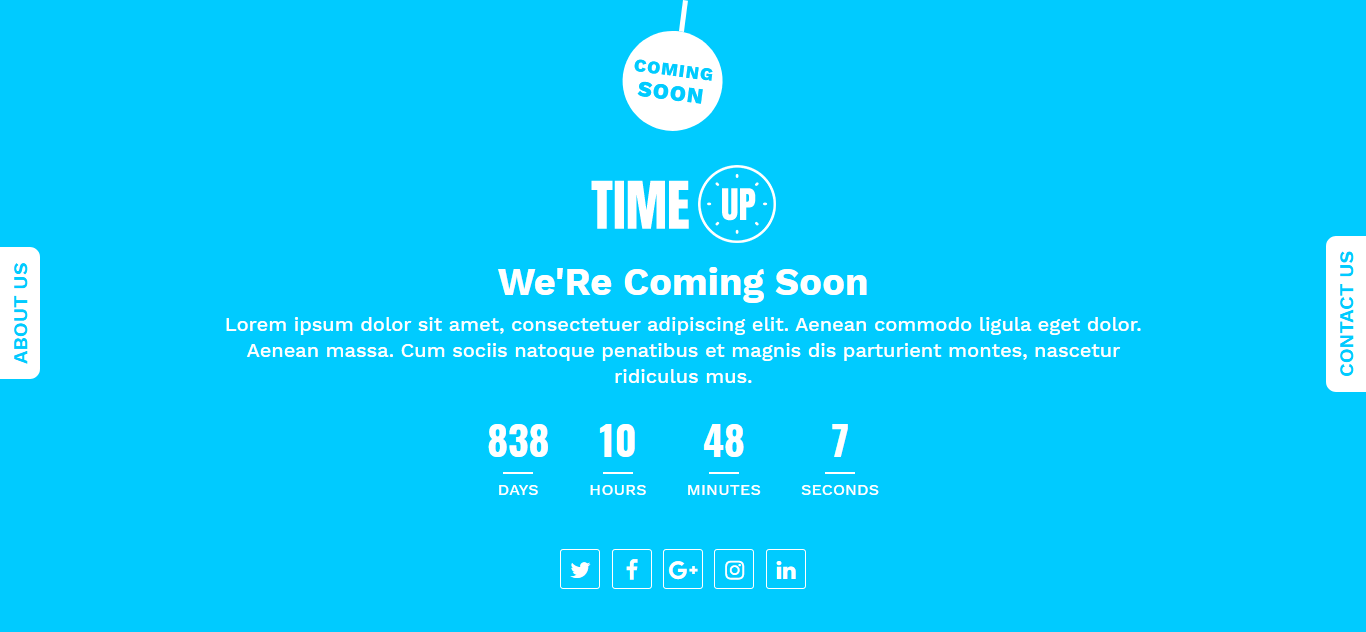 COMING
SOON
TIME UP
We'Re Coming Soon
Lorem ipsum dolor sit amet, consectetuer adipiscing elit. Aenean commodo ligula eget dolor.
Aenean massa. Cum sociis natoque penatibus et magnis dis parturient montes, nascetur
ridiculus mus.
838 10 48 7
DAYS HOURS MINUTES SECONDS
G+
in
ABOUT US
CONTACT US